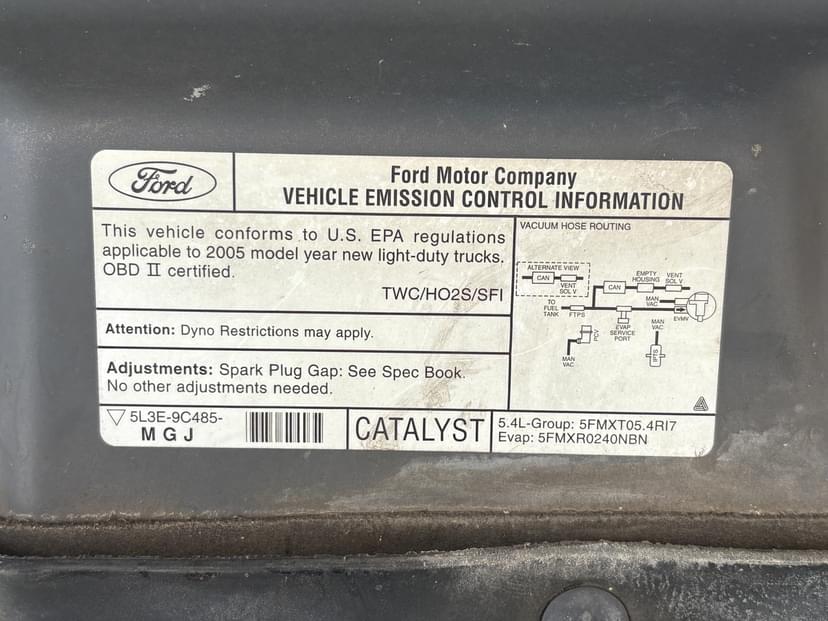 Ford
Ford Motor Company
VEHICLE EMISSION CONTROL INFORMATION
This vehicle conforms to U.S. EPA regulations
applicable to 2005 model year new light-duty trucks.
OBD II certified.
TWC/HO2S/SFI
Attention: Dyno Restrictions may apply.
Adjustments: Spark Plug Gap: See Spec Book.
No other adjustments needed.
VACUUM HOSE ROUTING
ALTERNATE VIEW
CAN
VENT
SOL V
EMPTY
HOUSING
VENT
SOL V
CAN
TO
FUEL
TANK
FTPS
MAN
VAC
EVMV
EVAP
SERVICE
PORT
PCV
MAN
VAC
MAN
VAC
IPTS
5L3E-9C485-
M G J
CATALYST
5.4L-Group: 5FMXT05.4RI7
Evap: 5FMXR0240NBN